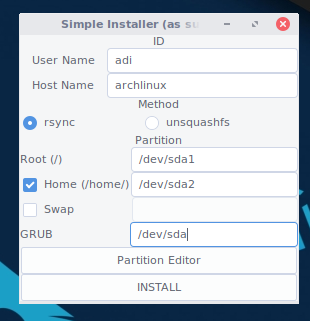 Simple Installer (as su
ID
User Name adi
Host Name archlinux
Method
rsync unsquashfs
Partition
Root (/) /dev/sda1
Home (/home/) /dev/sda2
Swap
GRUB /dev/sda
Partition Editor
INSTALL